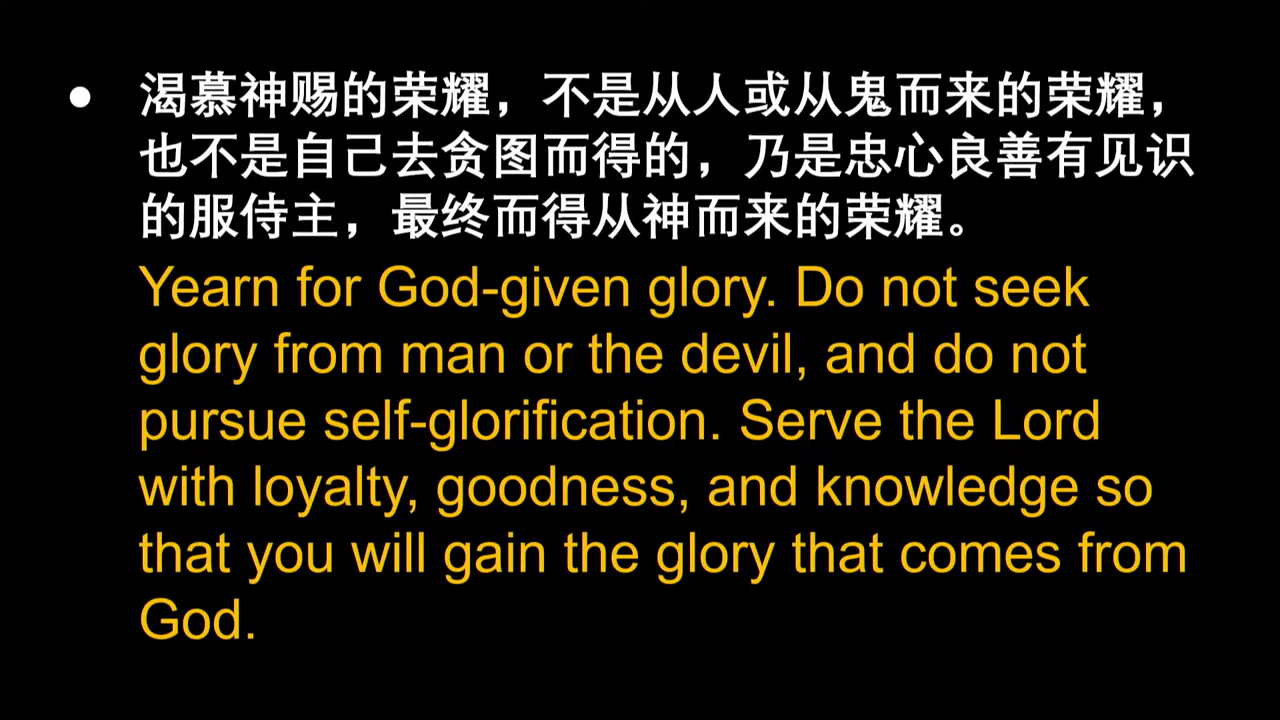 ● 渴慕神赐的荣耀，不是从人或从鬼而来的荣耀，
也不是自己去贪图而得的，乃是忠心良善有见识
的服侍主，最终而得从神而来的荣耀。
Yearn for God-given glory. Do not seek
glory from man or the devil, and do not
pursue self-glorification. Serve the Lord
with loyalty, goodness, and knowledge so
that you will gain the glory that comes from
God.